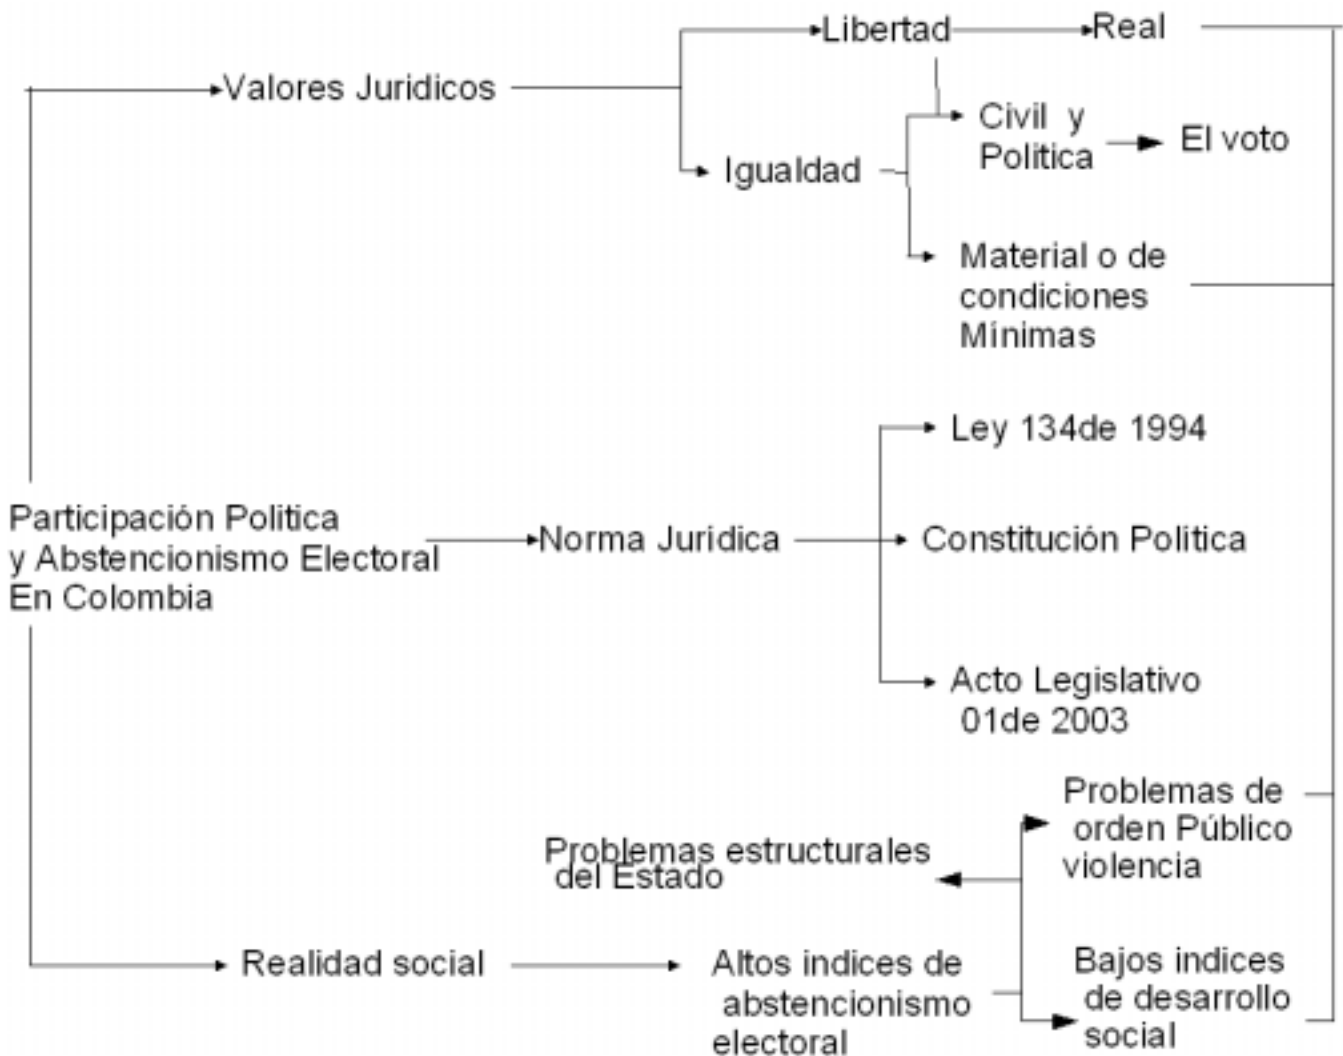 Libertad
Real
Valores Juridicos
Civil y
Politica
El voto
Igualdad
Material o de
condiciones
Mínimas
Ley 134de 1994
Participación Politica
y Abstencionismo Electoral
En Colombia
Norma Juridica
Constitución Politica
Acto Legislativo
01de 2003
Problemas de
orden Público
violencia
Problemas estructurales
del Estado
Realidad social
Altos indices de
abstencionismo
electoral
Bajos indices
de desarrollo
social